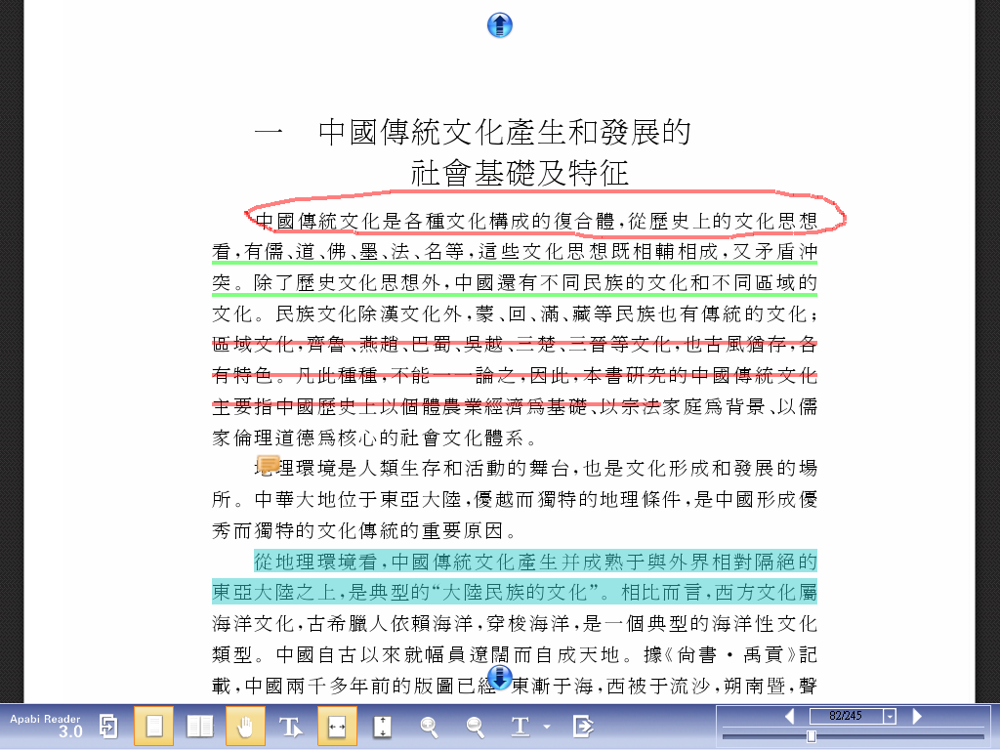 一 中國傳統文化產生和發展的
社會基礎及特征
中國傳統文化是各種文化構成的復合體,從歷史上的文化思想
看,有儒、道、佛、墨、法、名等,這些文化思想既相輔相成,又矛盾沖
突。除了歷史文化思想外,中國還有不同民族的文化和不同區域的
文化。民族文化除漢文化外,蒙、回、滿、藏等民族也有傳統的文化;
區域文化,齊魯、燕趙、巴蜀、吳越、三楚、三晉等文化,也古風猶存,各
有特色。凡此種種,不能一一論之,因此,本書研究的中國傳統文化
主要指中國歷史上以個體農業經濟爲基礎、以宗法家庭爲背景、以儒
家倫理道德爲核心的社會文化體系。
地理環境是人類生存和活動的舞台,也是文化形成和發展的場
所。中華大地位于東亞大陸,優越而獨特的地理條件,是中國形成優
秀而獨特的文化傳統的重要原因。
從地理環境看,中國傳統文化產生并成熟于與外界相對隔絕的
東亞大陸之上,是典型的“大陸民族的文化”。相比而言,西方文化屬
海洋文化,古希臘人依賴海洋,穿梭海洋,是一個典型的海洋性文化
類型。中國自古以來就幅員遼闊而自成天地。據《尙書·禹貢》記
載,中國兩千多年前的版圖已經 東漸于海,西被于流沙,朔南暨,聲
Apabi Reader
3.0
82/245